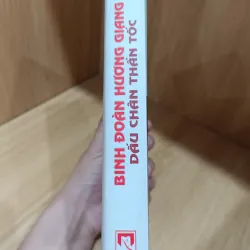 BINH ĐOÀN HƯƠNG GIANG
DẤU CHÂN THẦN TỐC